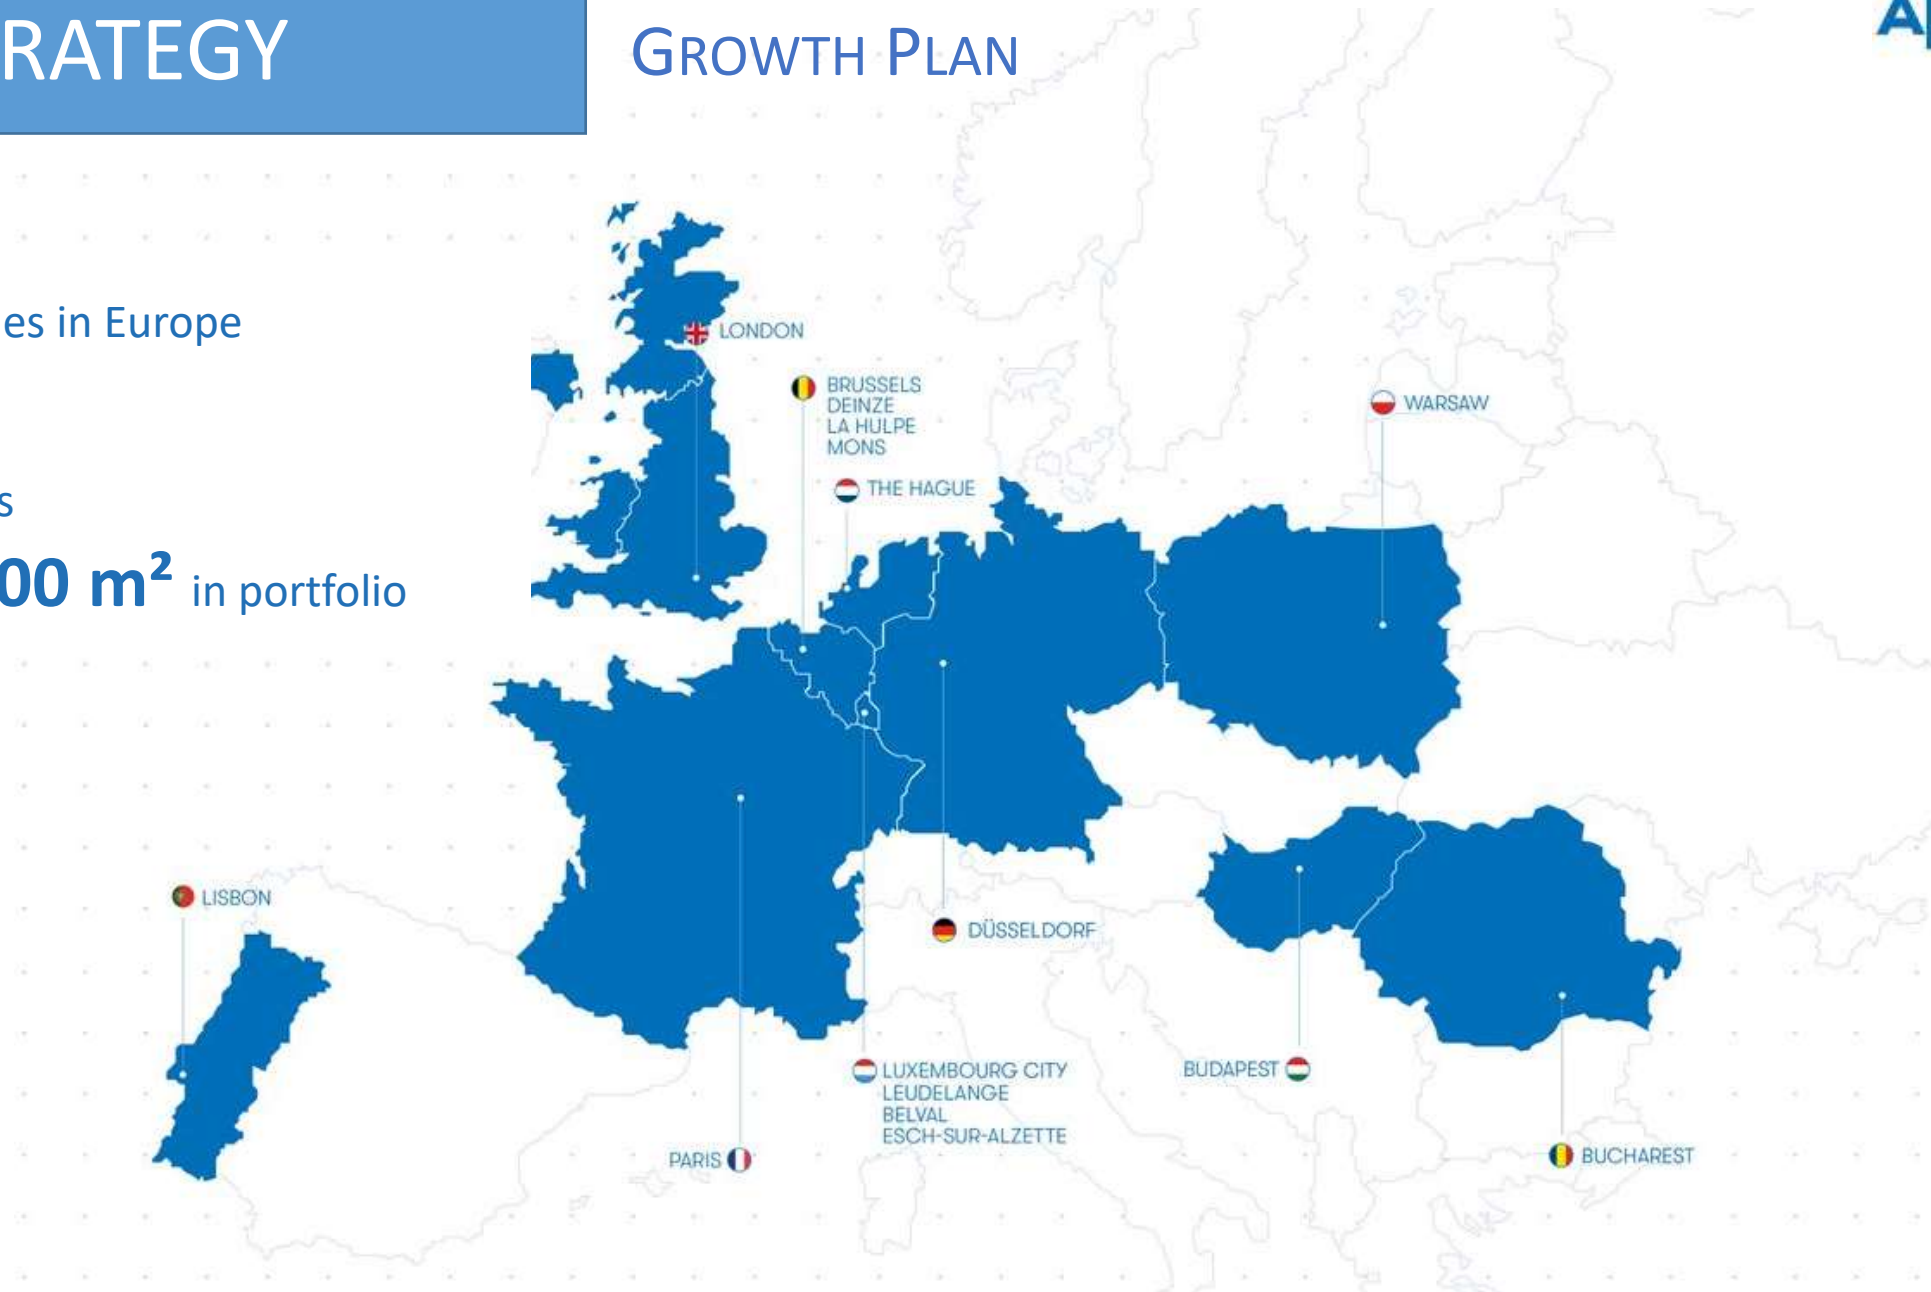 RATEGY
GROWTH PLAN
es in Europe
s
00 m² in portfolio
LONDON
BRUSSELS
DEINZE
LA HULPE
MONS
THE HAGUE
WARSAW
LISBON
DÜSSELDORF
LUXEMBOURG CITY
LEUDELANGE
BELVAL
ESCH-SUR-ALZETTE
PARIS
BUDAPEST
BUCHAREST